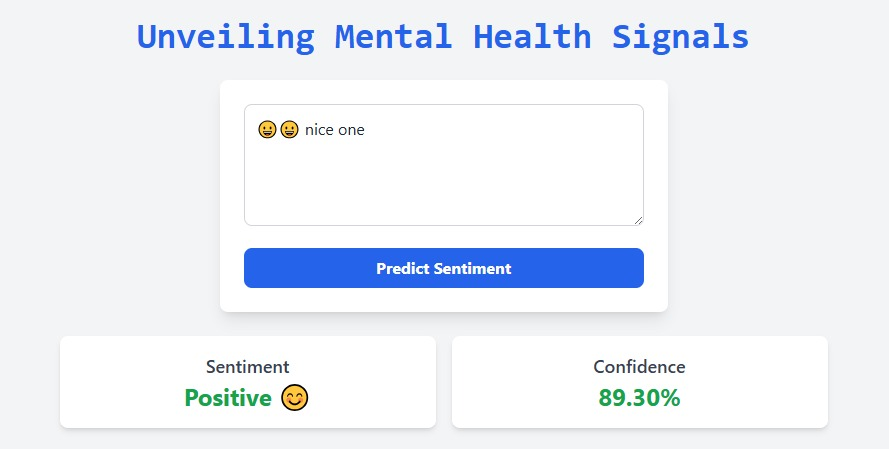 Unveiling Mental Health Signals
😀😀 nice one
Predict Sentiment
Sentiment
Positive 😊
Confidence
89.30%